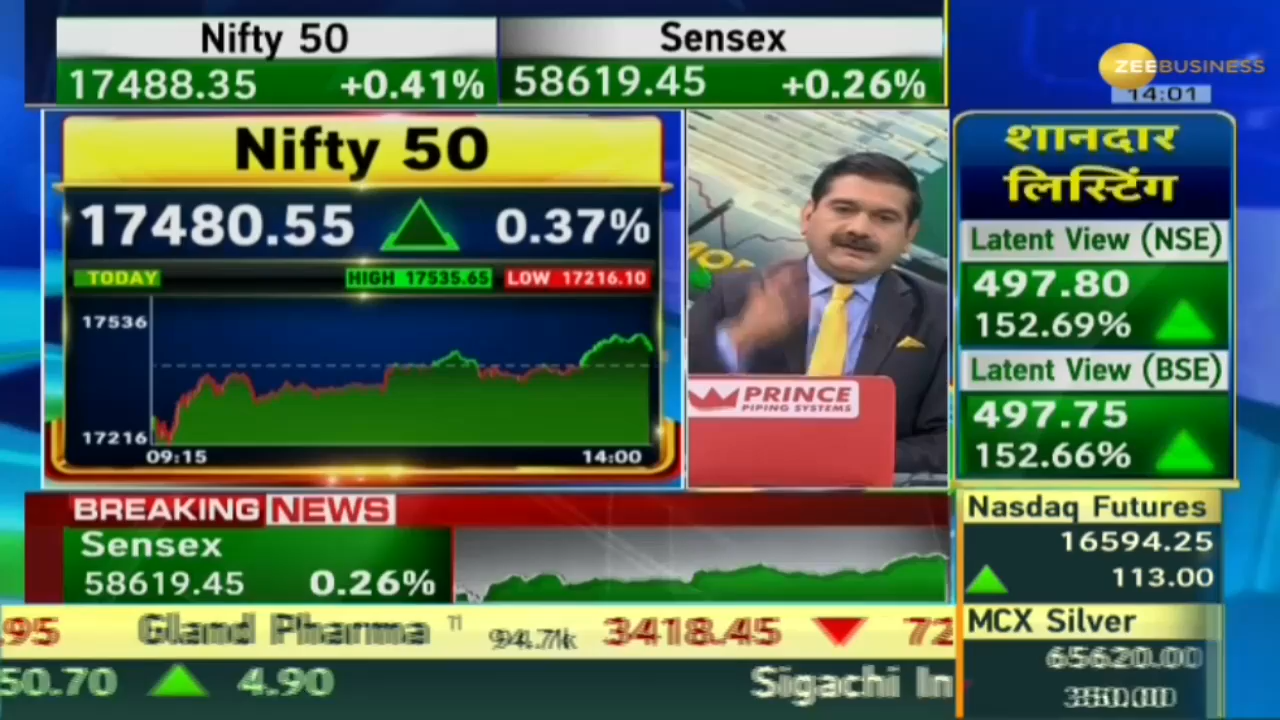 Nifty 50
17488.35 +0.41%
Sensex
58619.45 +0.26%
ZEEBUSINESS
14:01
Nifty 50
17480.55 0.37%
TODAY HIGH 17535.65 LOW 17216.10
17536
17216
09:15 14:00
PRINCE
PIPING SYSTEMS
शानदार
लिस्टिंग
Latent View (NSE)
497.80
152.69%
Latent View (BSE)
497.75
152.66%
BREAKING NEWS
Sensex
58619.45 0.26%
Nasdaq Futures
16594.25
113.00
MCX Silver
65620.00
.95 Gland Pharma TI 94.71k 3418.45 72
50.70 4.90 Sigachi In